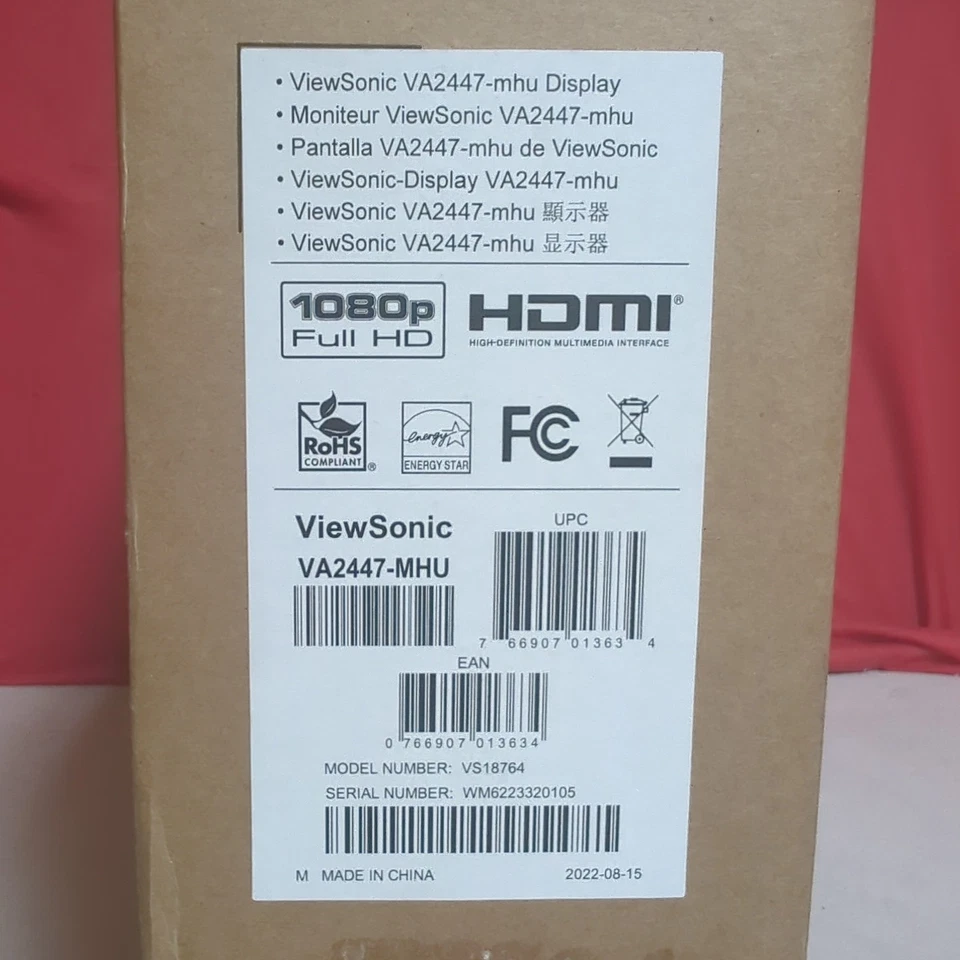 • ViewSonic VA2447-mhu Display
• Moniteur ViewSonic VA2447-mhu
• Pantalla VA2447-mhu de ViewSonic
• ViewSonic-Display VA2447-mhu
• ViewSonic VA2447-mhu 顯示器
• ViewSonic VA2447-mhu 显示器
1080p
Full HD
HDMI®
HIGH-DEFINITION MULTIMEDIA INTERFACE
RoHS
COMPLIANT ®
energy
ENERGY STAR
FC
ViewSonic
VA2447-MHU
UPC
7 66907 01363 4
EAN
0 766907 013634
MODEL NUMBER: VS18764
SERIAL NUMBER: WM6223320105
M MADE IN CHINA 2022-08-15